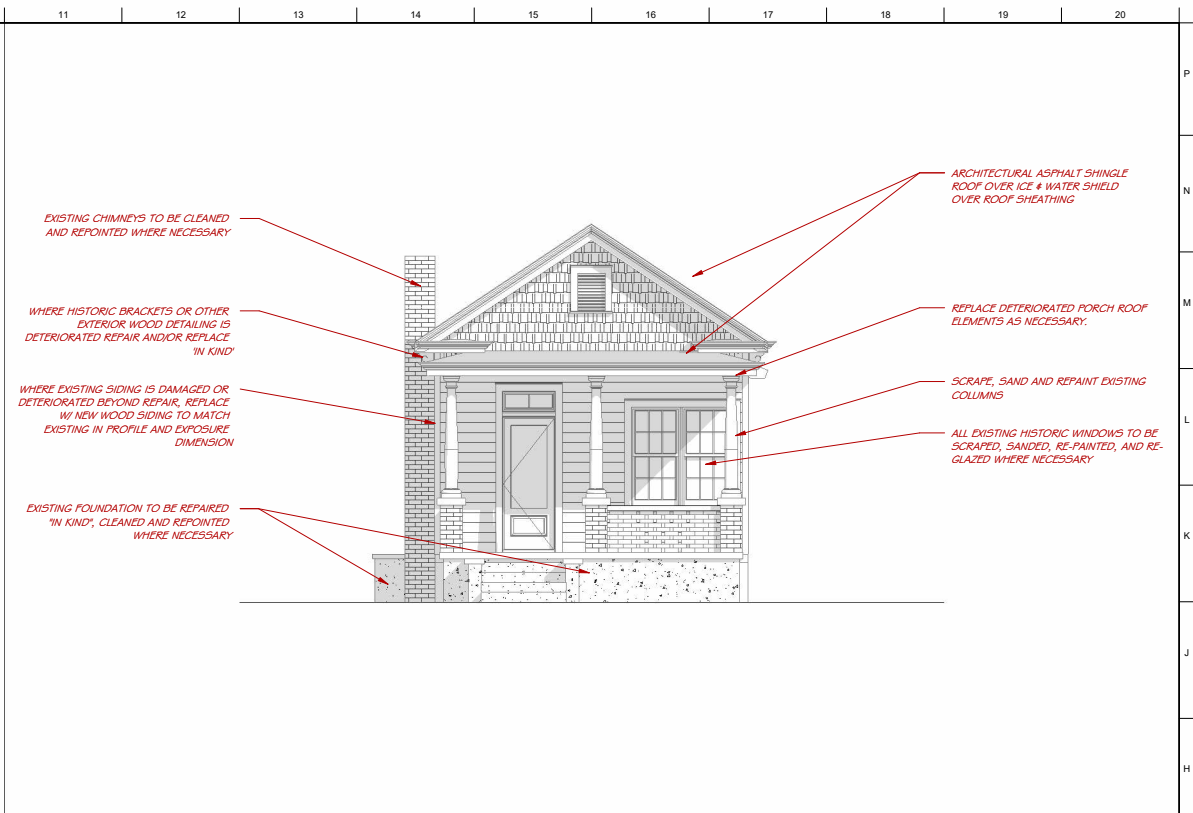 11 12 13 14 15 16 17 18 19 20
P
N
M
L
K
J
H
EXISTING CHIMNEYS TO BE CLEANED
AND REPOINTED WHERE NECESSARY
WHERE HISTORIC BRACKETS OR OTHER
EXTERIOR WOOD DETAILING IS
DETERIORATED REPAIR AND/OR REPLACE
'IN KIND'
WHERE EXISTING SIDING IS DAMAGED OR
DETERIORATED BEYOND REPAIR, REPLACE
W/ NEW WOOD SIDING TO MATCH
EXISTING IN PROFILE AND EXPOSURE
DIMENSION
EXISTING FOUNDATION TO BE REPAIRED
"IN KIND", CLEANED AND REPOINTED
WHERE NECESSARY
ARCHITECTURAL ASPHALT SHINGLE
ROOF OVER ICE & WATER SHIELD
OVER ROOF SHEATHING
REPLACE DETERIORATED PORCH ROOF
ELEMENTS AS NECESSARY.
SCRAPE, SAND AND REPAINT EXISTING
COLUMNS
ALL EXISTING HISTORIC WINDOWS TO BE
SCRAPED, SANDED, RE-PAINTED, AND RE-
GLAZED WHERE NECESSARY